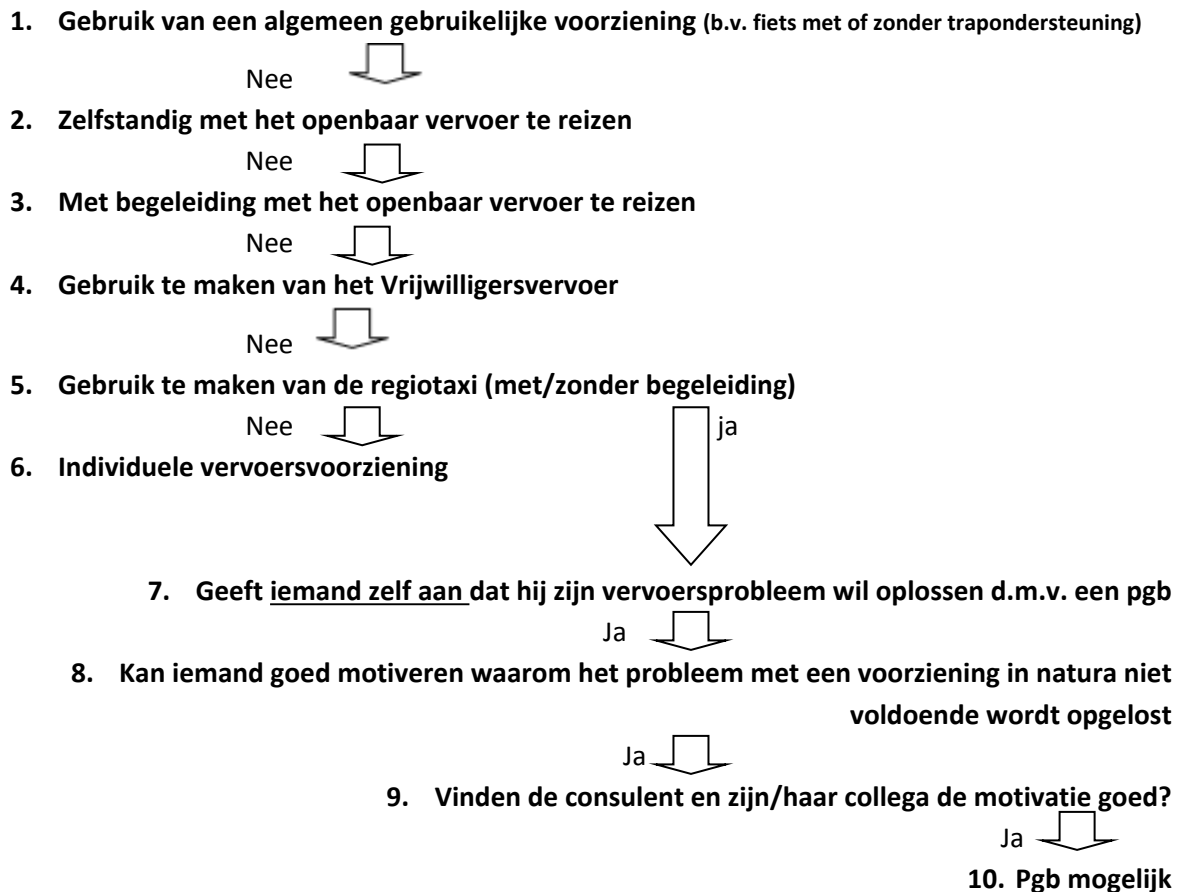 1. Gebruik van een algemeen gebruikelijke voorziening (b.v. fiets met of zonder trapondersteuning)
Nee
2. Zelfstandig met het openbaar vervoer te reizen
Nee
3. Met begeleiding met het openbaar vervoer te reizen
Nee
4. Gebruik te maken van het Vrijwilligersvervoer
Nee
5. Gebruik te maken van de regiotaxi (met/zonder begeleiding)
Nee ja
6. Individuele vervoersvoorziening
7. Geeft iemand zelf aan dat hij zijn vervoersprobleem wil oplossen d.m.v. een pgb
Ja
8. Kan iemand goed motiveren waarom het probleem met een voorziening in natura niet
voldoende wordt opgelost
Ja
9. Vinden de consulent en zijn/haar collega de motivatie goed?
Ja
10. Pgb mogelijk